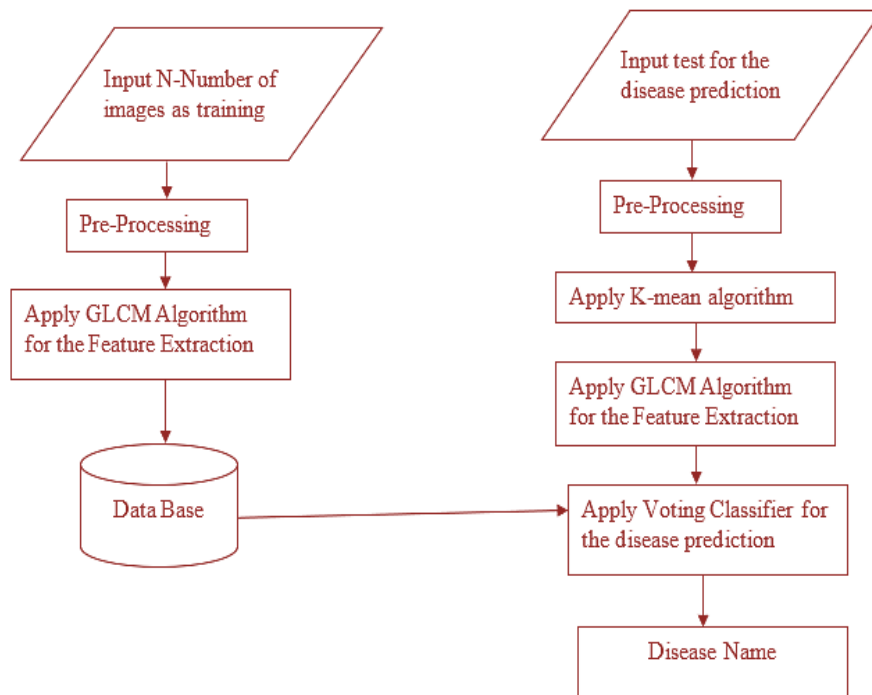 Input N-Number of
images as training
Pre-Processing
Apply GLCM Algorithm
for the Feature Extraction
Data Base
Input test for the
disease prediction
Pre-Processing
Apply K-mean algorithm
Apply GLCM Algorithm
for the Feature Extraction
Apply Voting Classifier for
the disease prediction
Disease Name